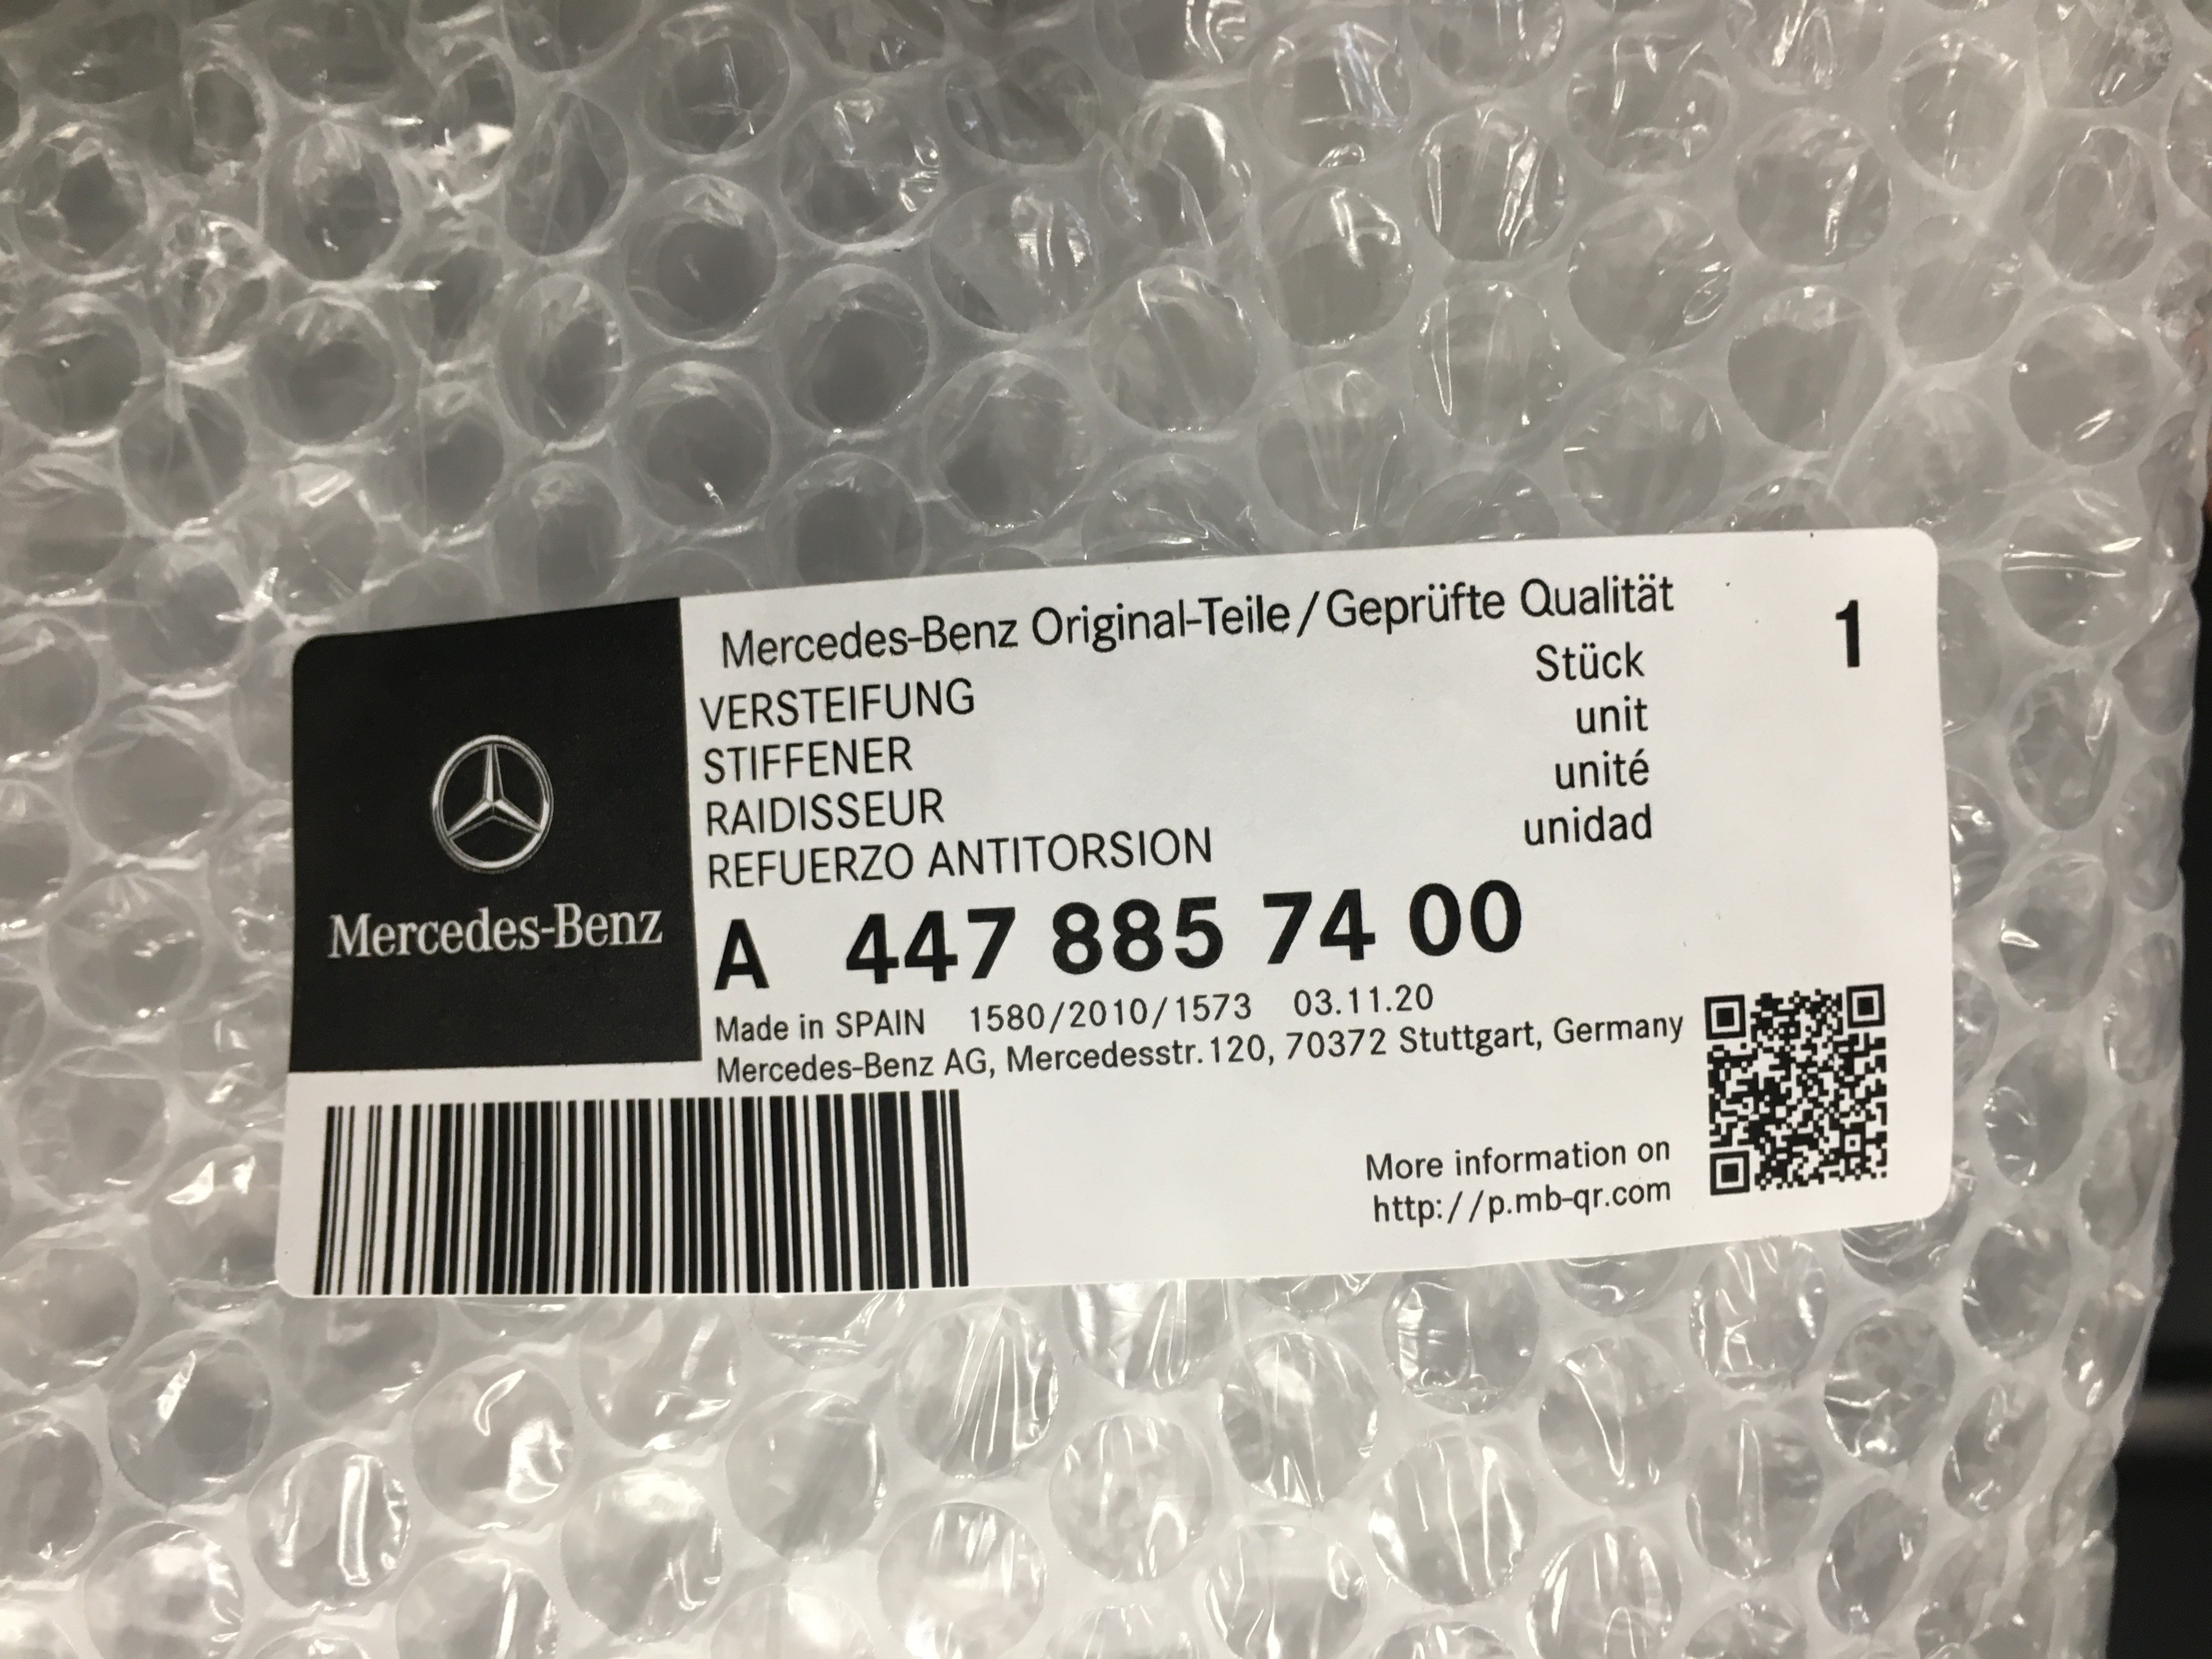 Mercedes-Benz
Mercedes-Benz Original-Teile/Geprüfte Qualität
1
VERSTEIFUNG Stück
STIFFENER unit
RAIDISSEUR unité
REFUERZO ANTITORSION unidad
A 447 885 74 00
Made in SPAIN 1580/2010/1573 03.11.20
Mercedes-Benz AG, Mercedesstr. 120, 70372 Stuttgart, Germany
More information on
http://p.mb-qr.com